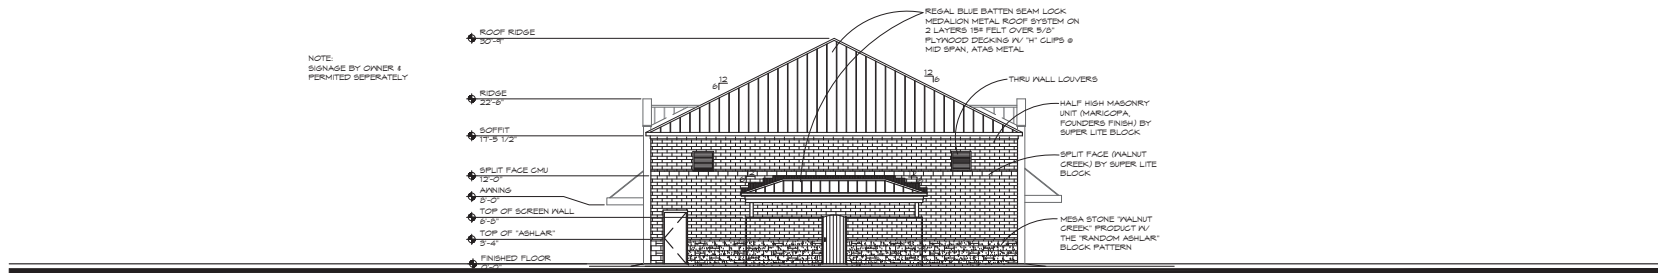 NOTE:
SIGNAGE BY OWNER &
PERMITED SEPERATELY
ROOF RIDGE
30'-9"
RIDGE
22'-6"
SOFFIT
17'-5 1/2"
SPLIT FACE CMU
12'-0"
AWNING
8'-0"
TOP OF SCREEN WALL
6'-8"
TOP OF "ASHLAR"
3'-4"
FINISHED FLOOR
0'-0"
12
6
12
6
REGAL BLUE BATTEN SEAM LOCK
MEDALION METAL ROOF SYSTEM ON
2 LAYERS 15# FELT OVER 5/8"
PLYWOOD DECKING W/ "H" CLIPS @
MID SPAN, ATAS METAL
THRU WALL LOUVERS
HALF HIGH MASONRY
UNIT (MARICOPA,
FOUNDERS FINISH) BY
SUPER LITE BLOCK
SPLIT FACE (WALNUT
CREEK) BY SUPER LITE
BLOCK
MESA STONE "WALNUT
CREEK" PRODUCT W/
THE "RANDOM ASHLAR"
BLOCK PATTERN